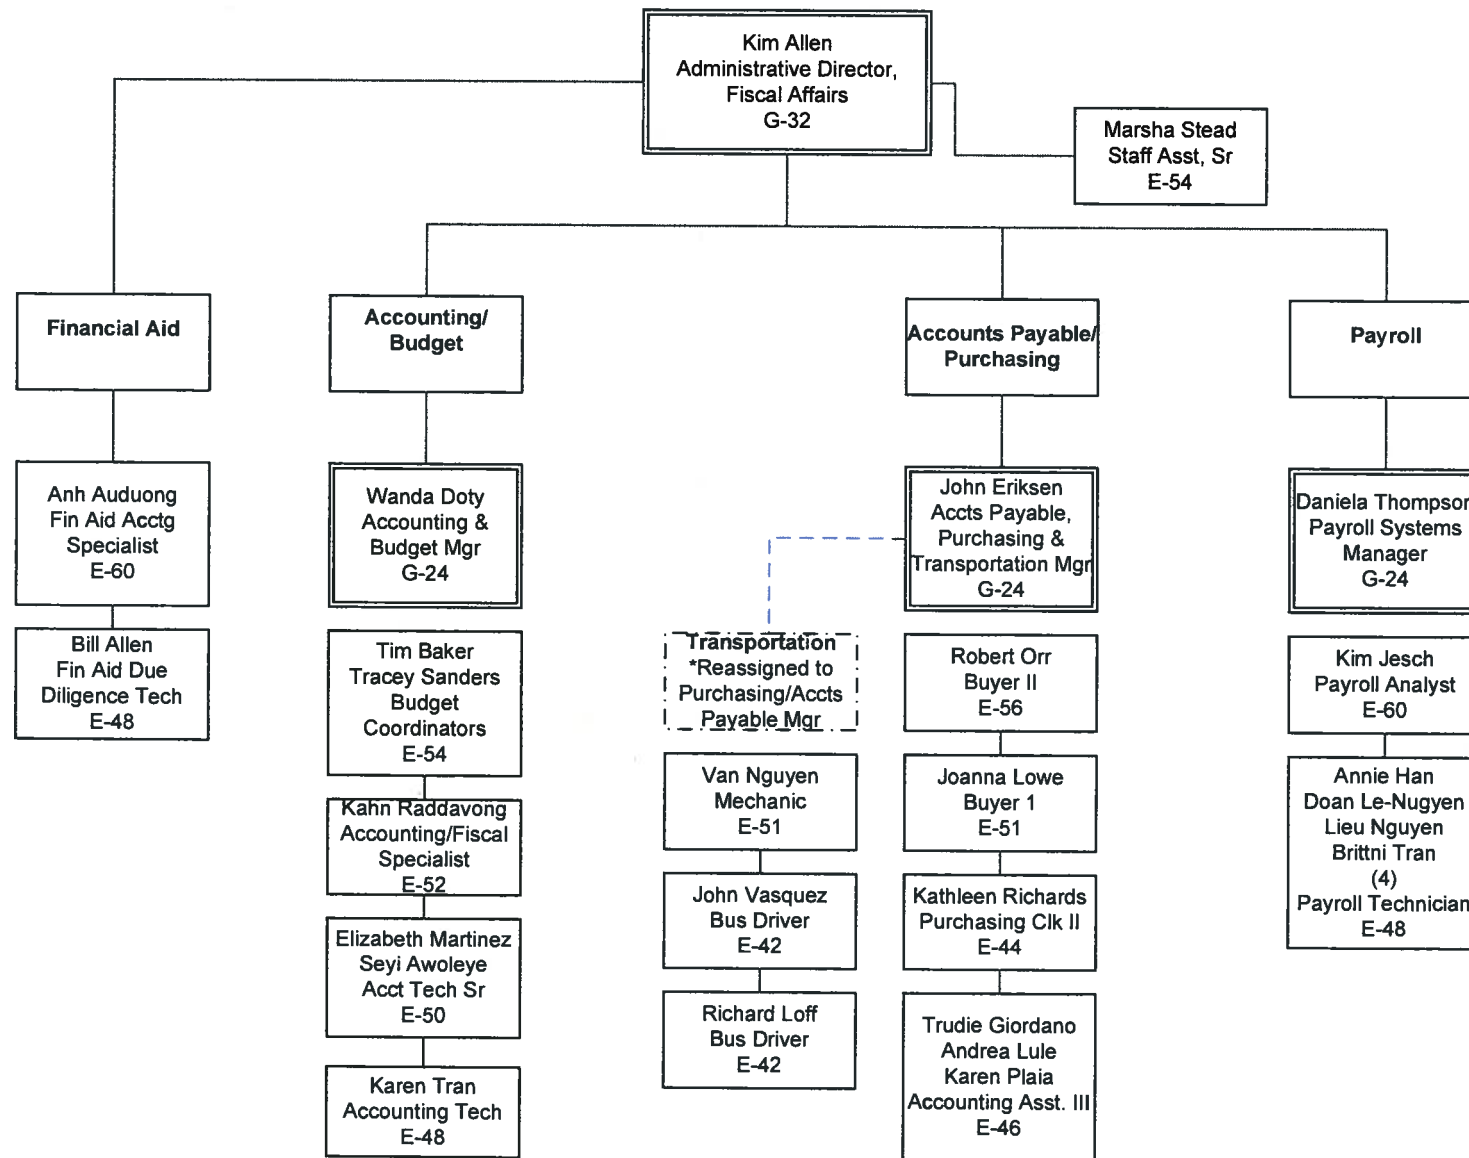 Kim Allen
Administrative Director,
Fiscal Affairs
G-32
Marsha Stead
Staff Asst, Sr
E-54
Financial Aid
Anh Auduong
Fin Aid Acctg
Specialist
E-60
Bill Allen
Fin Aid Due
Diligence Tech
E-48
Accounting/
Budget
Wanda Doty
Accounting &
Budget Mgr
G-24
Tim Baker
Tracey Sanders
Budget
Coordinators
E-54
Kahn Raddavong
Accounting/Fiscal
Specialist
E-52
Elizabeth Martinez
Seyi Awoleye
Acct Tech Sr
E-50
Karen Tran
Accounting Tech
E-48
Accounts Payable/
Purchasing
John Eriksen
Accts Payable,
Purchasing &
Transportation Mgr
G-24
Transportation
*Reassigned to
Purchasing/Accts
Payable Mgr
Van Nguyen
Mechanic
E-51
John Vasquez
Bus Driver
E-42
Richard Loff
Bus Driver
E-42
Robert Orr
Buyer II
E-56
Joanna Lowe
Buyer 1
E-51
Kathleen Richards
Purchasing Clk II
E-44
Trudie Giordano
Andrea Lule
Karen Plaia
Accounting Asst. III
E-46
Payroll
Daniela Thompson
Payroll Systems
Manager
G-24
Kim Jesch
Payroll Analyst
E-60
Annie Han
Doan Le-Nugyen
Lieu Nguyen
Brittni Tran
(4)
Payroll Technician
E-48